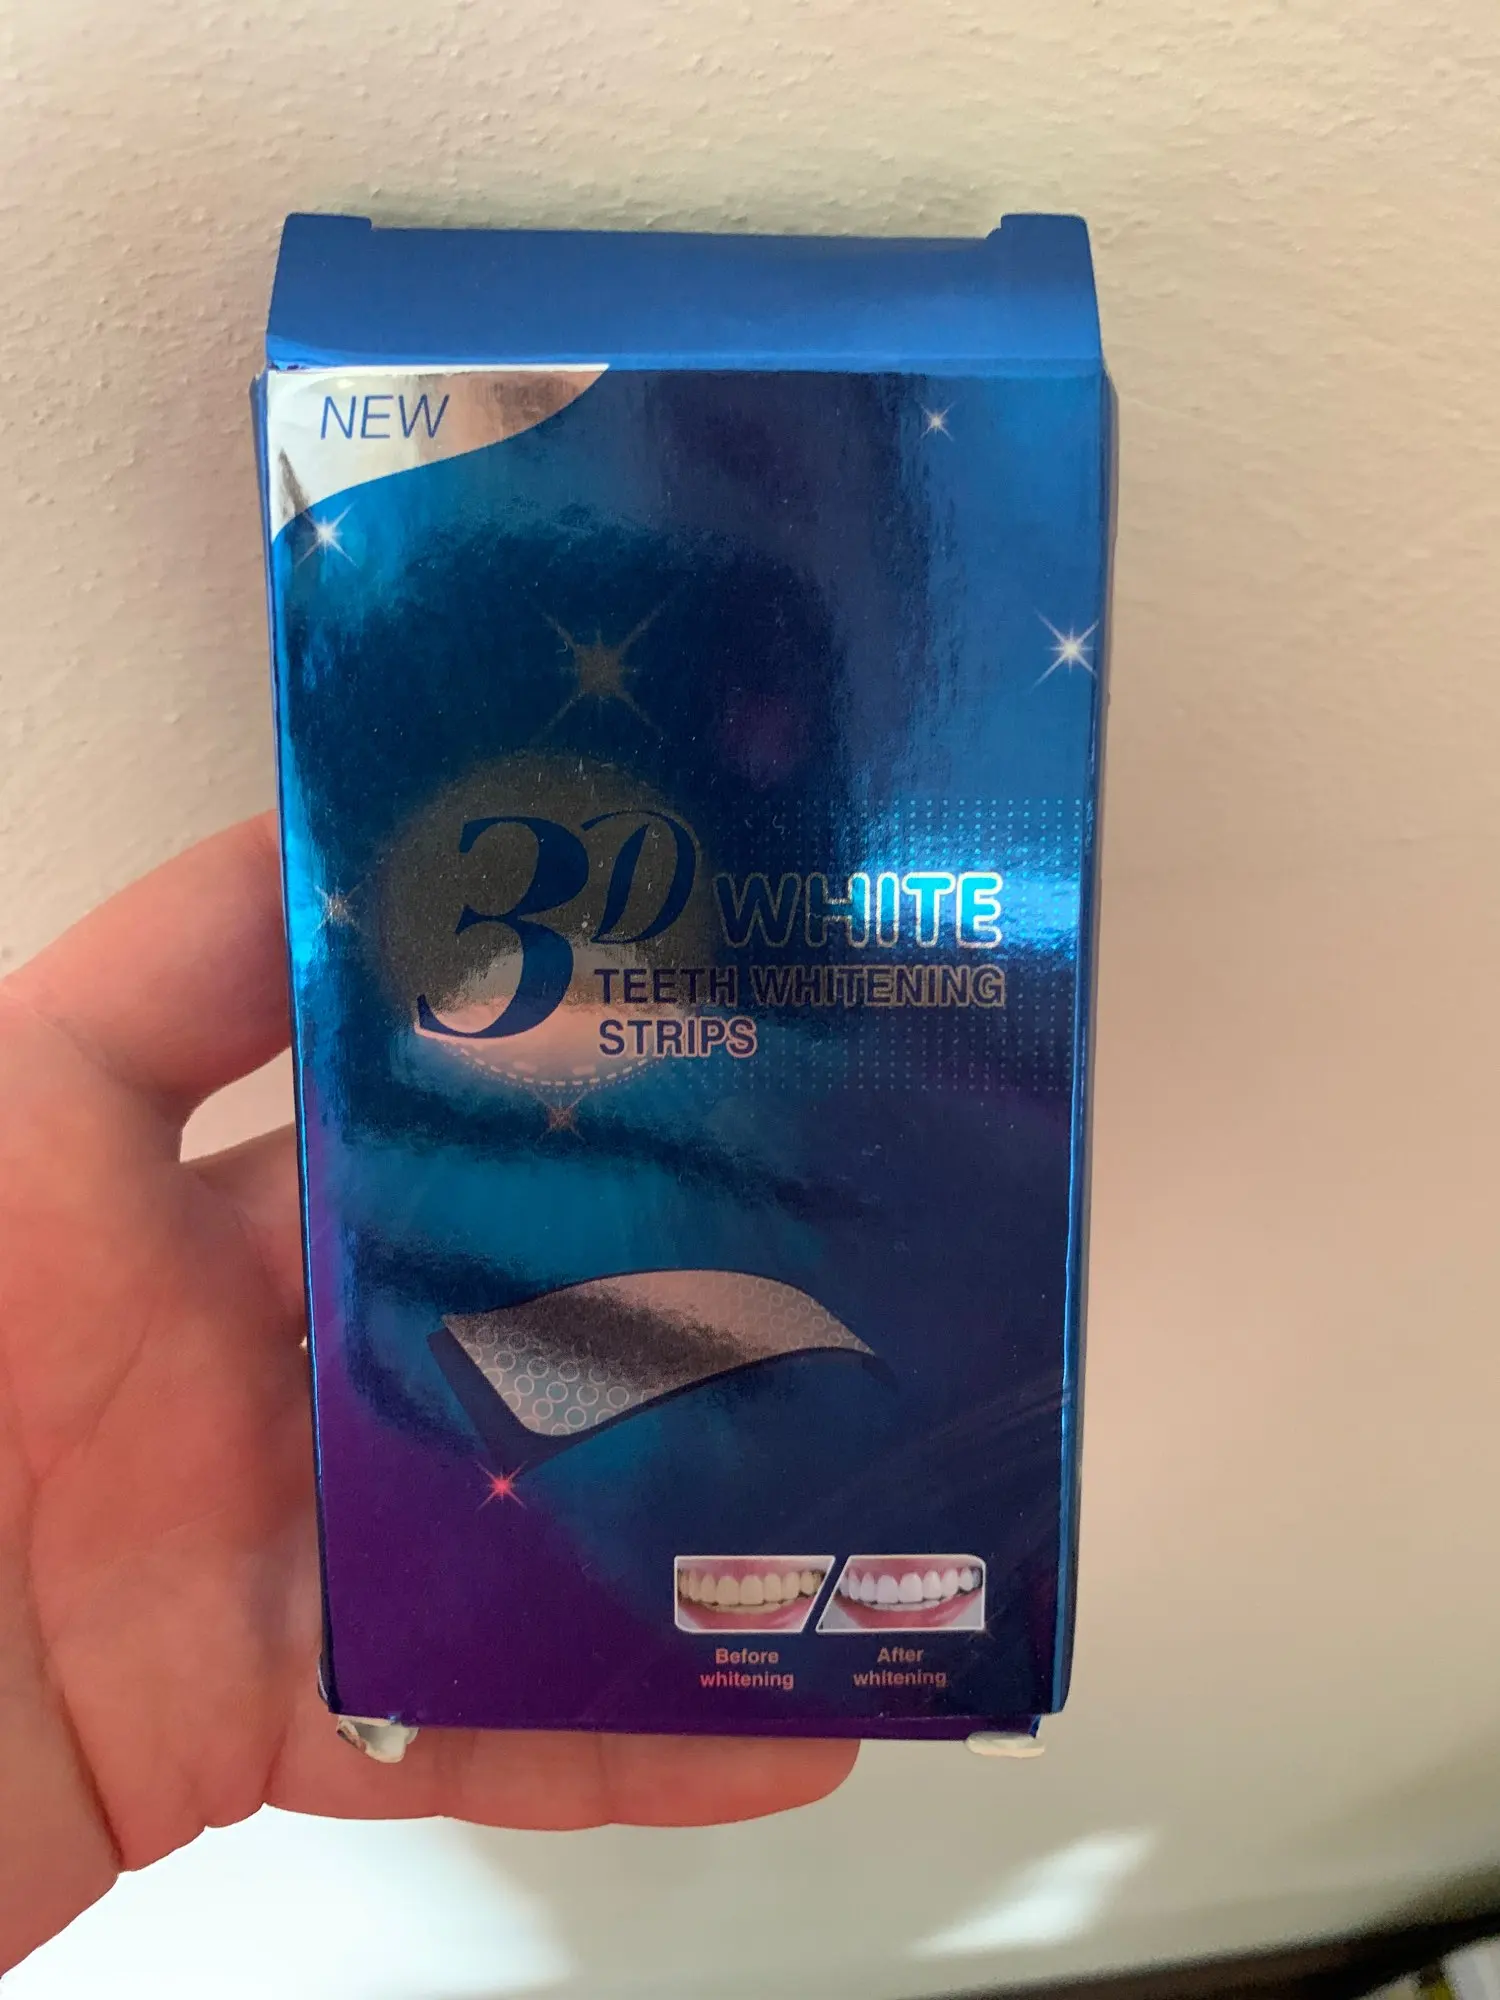 NEW
3D WHITE
TEETH WHITENING
STRIPS
Before
whitening
After
whitening